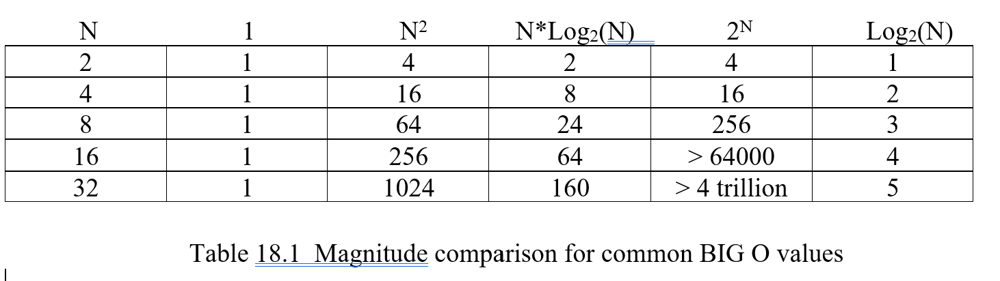 N 1 N² N*Log₂(N) 2ᴺ Log₂(N)
2 1 4 2 4 1
4 1 16 8 16 2
8 1 64 24 256 3
16 1 256 64 > 64000 4
32 1 1024 160 > 4 trillion 5
Table 18.1 Magnitude comparison for common BIG O values